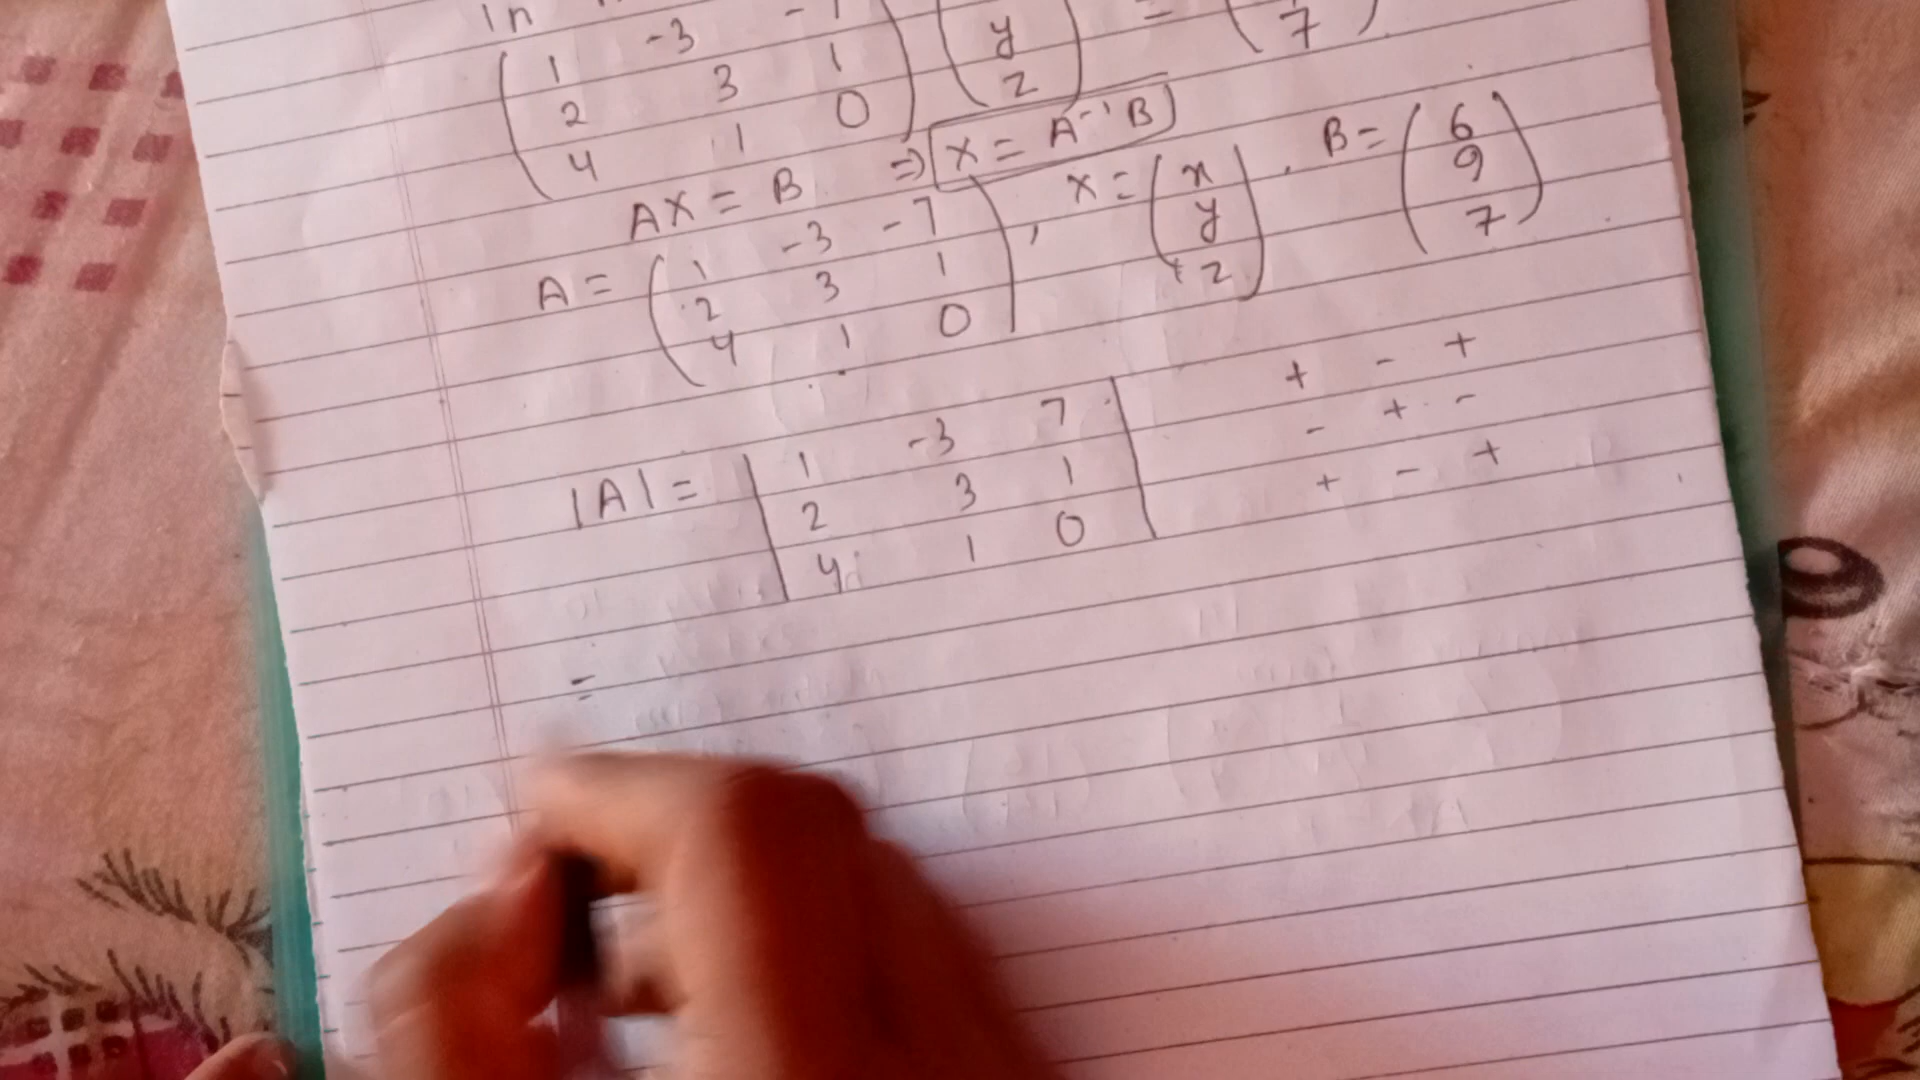 in
( 1 -3 -7 ) ( y ) = ( 7 )
( 2 3 1 ) ( z )
( 4 1 0 )
AX = B ⇒ X = A⁻¹B
A = ( 1 -3 -7 ) , X = ( x ) . B = ( 6 )
( 2 3 1 ) ( y ) ( 9 )
( 4 1 0 ) ( z ) ( 7 )
|A| = | 1 -3 7 | + - +
| 2 3 1 | - + -
| 4 1 0 | + - +
=